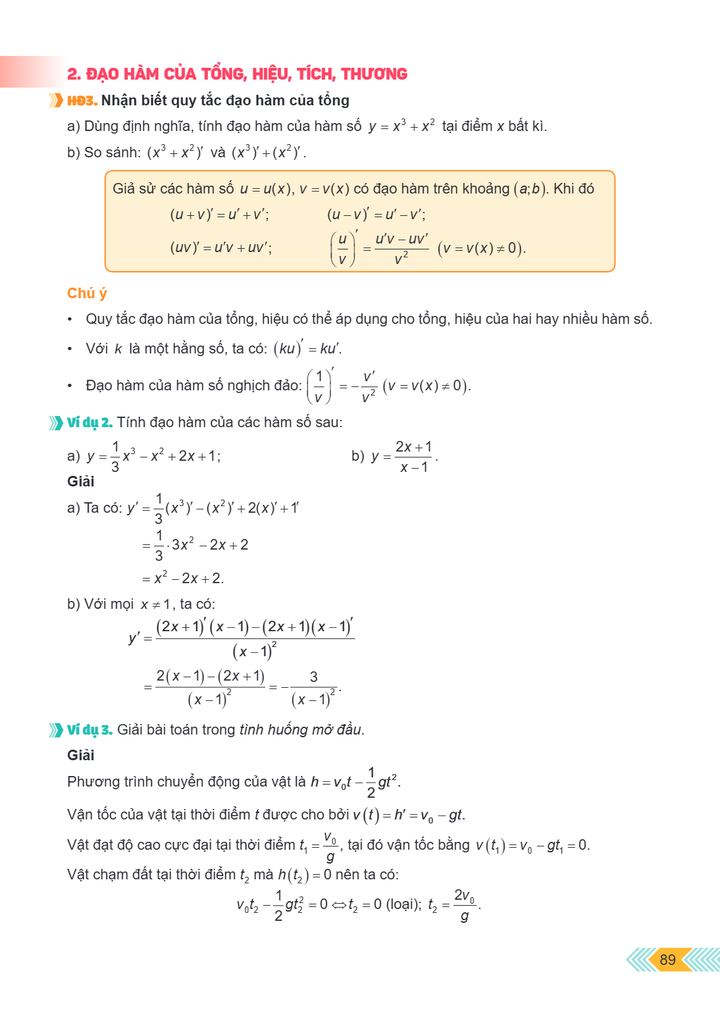 2. ĐẠO HÀM CỦA TỔNG, HIỆU, TÍCH, THƯƠNG
HĐ3. Nhận biết quy tắc đạo hàm của tổng
a) Dùng định nghĩa, tính đạo hàm của hàm số y = x³ + x² tại điểm x bất kì.
b) So sánh: (x³ + x²)′ và (x³)′ + (x²)′.
Giả sử các hàm số u = u(x), v = v(x) có đạo hàm trên khoảng (a;b). Khi đó
(u + v)′ = u′ + v′; (u − v)′ = u′ − v′;
(uv)′ = u′v + uv′; (u/v)′ = (u′v − uv′)/v² (v = v(x) ≠ 0).
Chú ý
• Quy tắc đạo hàm của tổng, hiệu có thể áp dụng cho tổng, hiệu của hai hay nhiều hàm số.
• Với k là một hằng số, ta có: (ku)′ = ku′.
• Đạo hàm của hàm số nghịch đảo: (1/v)′ = −v′/v² (v = v(x) ≠ 0).
Ví dụ 2. Tính đạo hàm của các hàm số sau:
a) y = 1/3 x³ − x² + 2x + 1; b) y = (2x + 1)/(x − 1).
Giải
a) Ta có: y′ = 1/3 (x³)′ − (x²)′ + 2(x)′ + 1′
= 1/3 · 3x² − 2x + 2
= x² − 2x + 2.
b) Với mọi x ≠ 1, ta có:
y′ = ((2x + 1)′(x − 1) − (2x + 1)(x − 1)′)/(x − 1)²
= (2(x − 1) − (2x + 1))/(x − 1)² = −3/(x − 1)².
Ví dụ 3. Giải bài toán trong tình huống mở đầu.
Giải
Phương trình chuyển động của vật là h = v₀t − 1/2 gt².
Vận tốc của vật tại thời điểm t được cho bởi v(t) = h′ = v₀ − gt.
Vật đạt độ cao cực đại tại thời điểm t₁ = v₀/g, tại đó vận tốc bằng v(t₁) = v₀ − gt₁ = 0.
Vật chạm đất tại thời điểm t₂ mà h(t₂) = 0 nên ta có:
v₀t₂ − 1/2 gt₂² = 0 ⇔ t₂ = 0 (loại); t₂ = 2v₀/g.
89